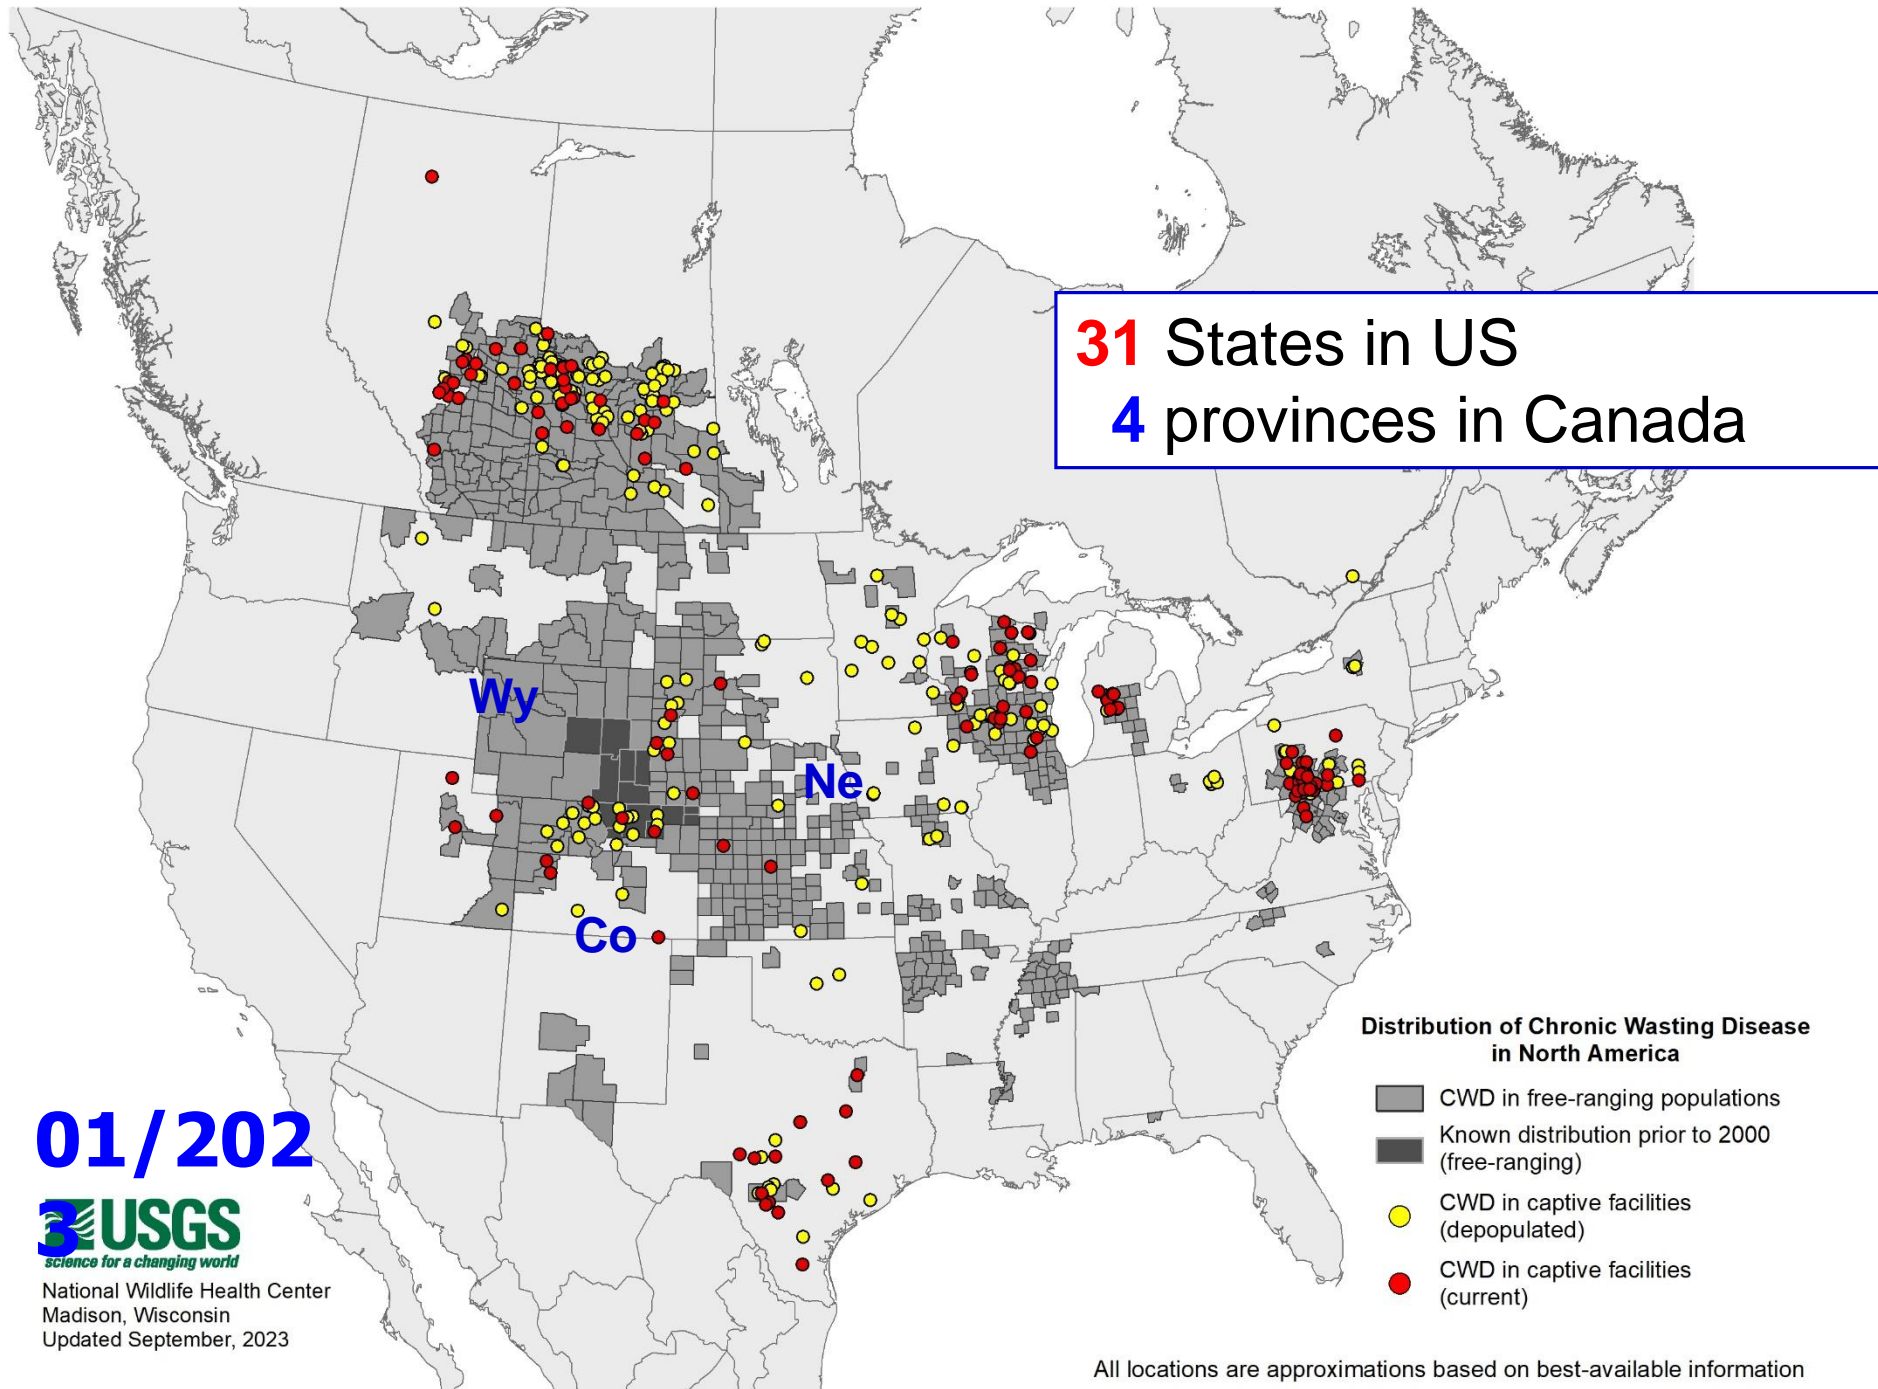 31 States in US
4 provinces in Canada
Wy
Ne
Co
01/202
3
USGS
science for a changing world
National Wildlife Health Center
Madison, Wisconsin
Updated September, 2023
Distribution of Chronic Wasting Disease
in North America
CWD in free-ranging populations
Known distribution prior to 2000
(free-ranging)
CWD in captive facilities
(depopulated)
CWD in captive facilities
(current)
All locations are approximations based on best-available information